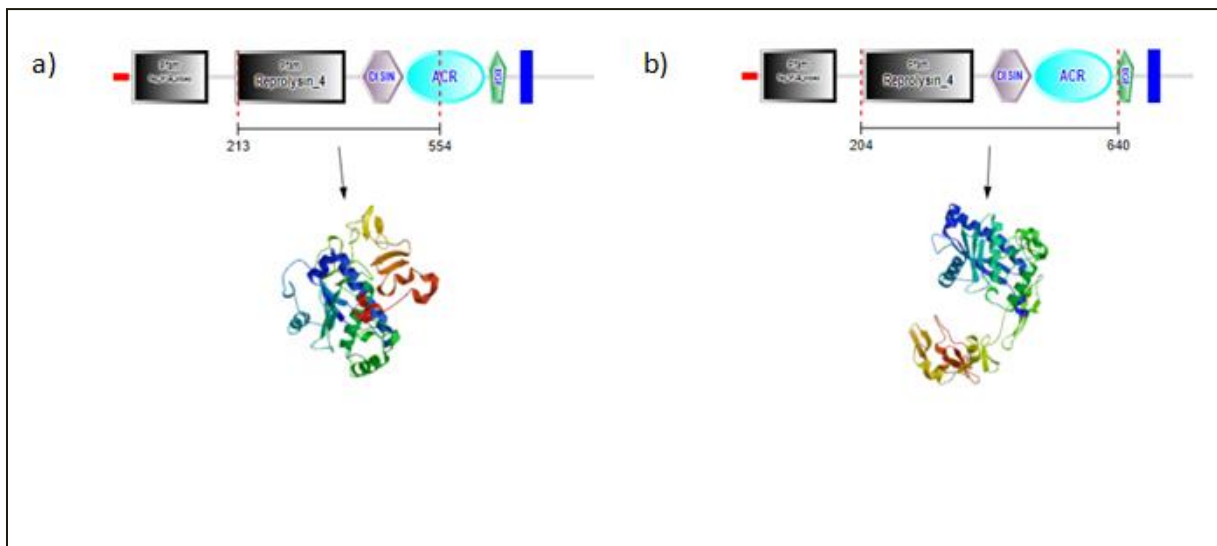 a)
Pfam
Reprolysin_4
DISIN
ACR
213
554
b)
Pfam
Reprolysin_4
DISIN
ACR
204
640